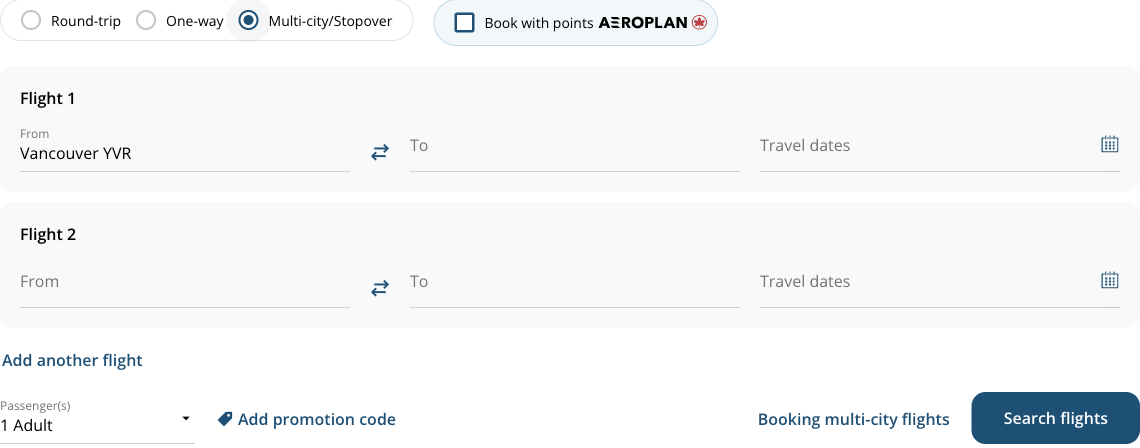 Round-trip One-way Multi-city/Stopover Book with points AEROPLAN
Flight 1
From
Vancouver YVR To Travel dates
Flight 2
From To Travel dates
Add another flight
Passenger(s)
1 Adult Add promotion code Booking multi-city flights Search flights